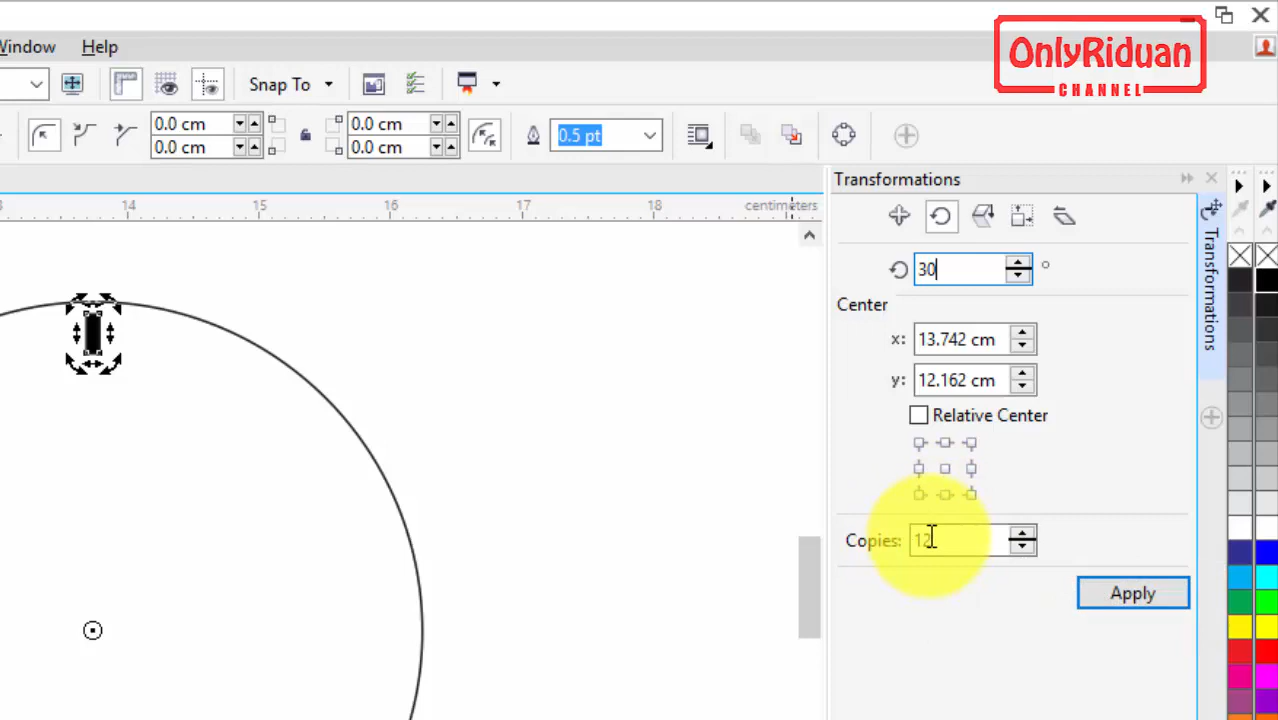 OnlyRiduan
CHANNEL
Window Help
Snap To
0.0 cm 0.0 cm 0.5 pt
0.0 cm 0.0 cm
Transformations
14 15 16 17 18 centimeters
30 °
Center
x: 13.742 cm
y: 12.162 cm
Relative Center
Copies: 12
Apply
Transformations